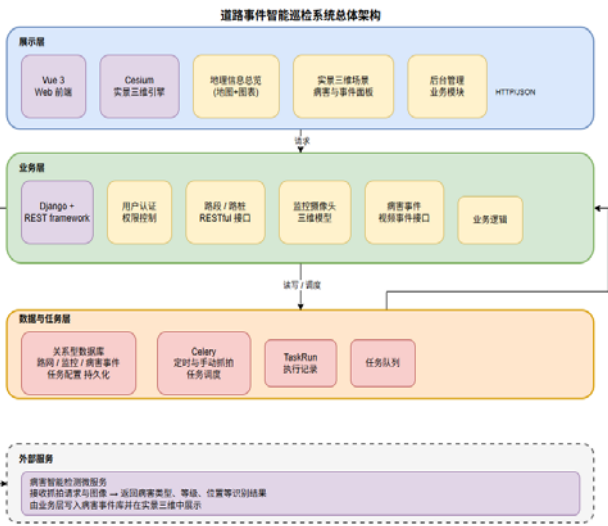 道路事件智能巡检系统总体架构
展示层
Vue 3
Web 前端
Cesium
实景三维引擎
地理信息总览
(地图+图表)
实景三维场景
病害与事件面板
后台管理
业务模块
HTTP/JSON
请求
业务层
Django +
REST framework
用户认证
权限控制
路段 / 路桩
RESTful 接口
监控摄像头
三维模型
病害事件
视频事件接口
业务逻辑
读写 / 调度
数据与任务层
关系型数据库
路网 / 监控 / 病害事件
任务配置 持久化
Celery
定时与手动抓拍
任务调度
TaskRun
执行记录
任务队列
外部服务
病害智能检测微服务
接收抓拍请求与图像 → 返回病害类型、等级、位置等识别结果
由业务层写入病害事件库并在实景三维中展示